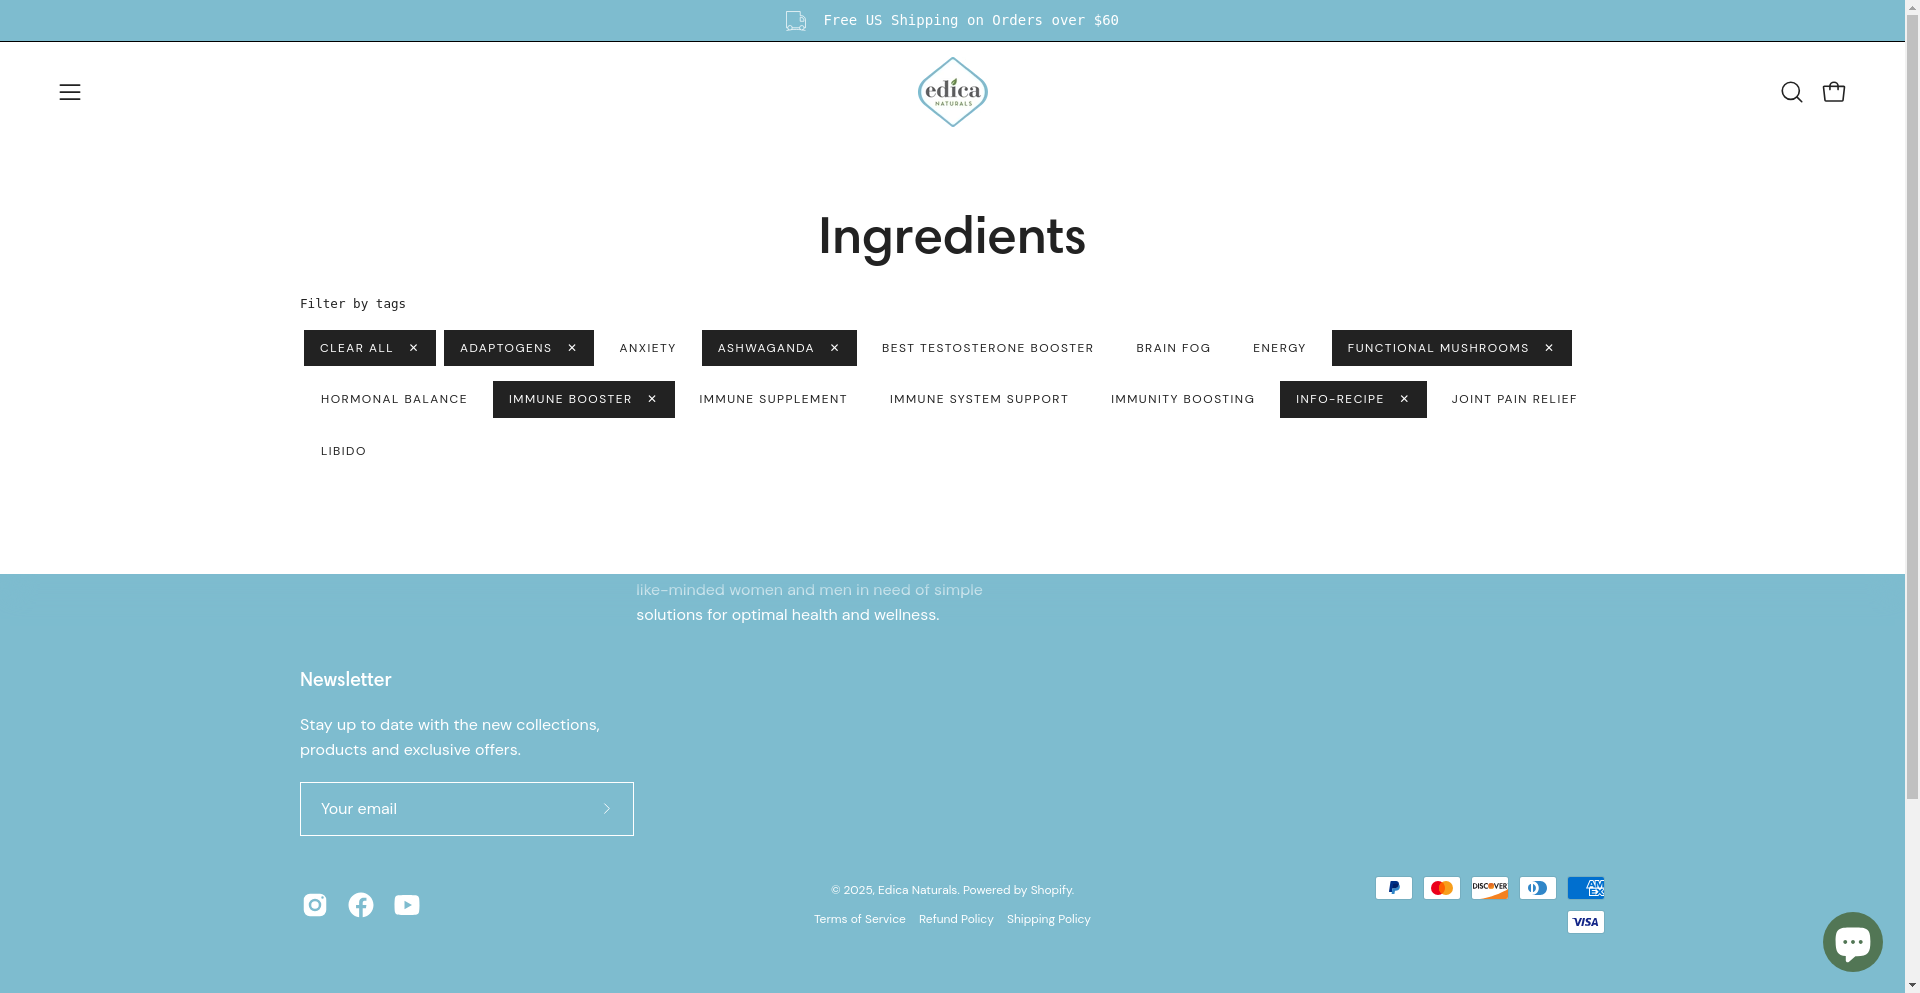 Free US Shipping on Orders over $60
edica
NATURALS
Ingredients
Filter by tags
CLEAR ALL ✕ ADAPTOGENS ✕ ANXIETY ASHWAGANDA ✕ BEST TESTOSTERONE BOOSTER BRAIN FOG ENERGY FUNCTIONAL MUSHROOMS ✕
HORMONAL BALANCE IMMUNE BOOSTER ✕ IMMUNE SUPPLEMENT IMMUNE SYSTEM SUPPORT IMMUNITY BOOSTING INFO-RECIPE ✕ JOINT PAIN RELIEF
LIBIDO
like-minded women and men in need of simple
solutions for optimal health and wellness.
Newsletter
Stay up to date with the new collections,
products and exclusive offers.
Your email
© 2025, Edica Naturals. Powered by Shopify.
Terms of Service Refund Policy Shipping Policy
DISCOVER
AM
EX
VISA